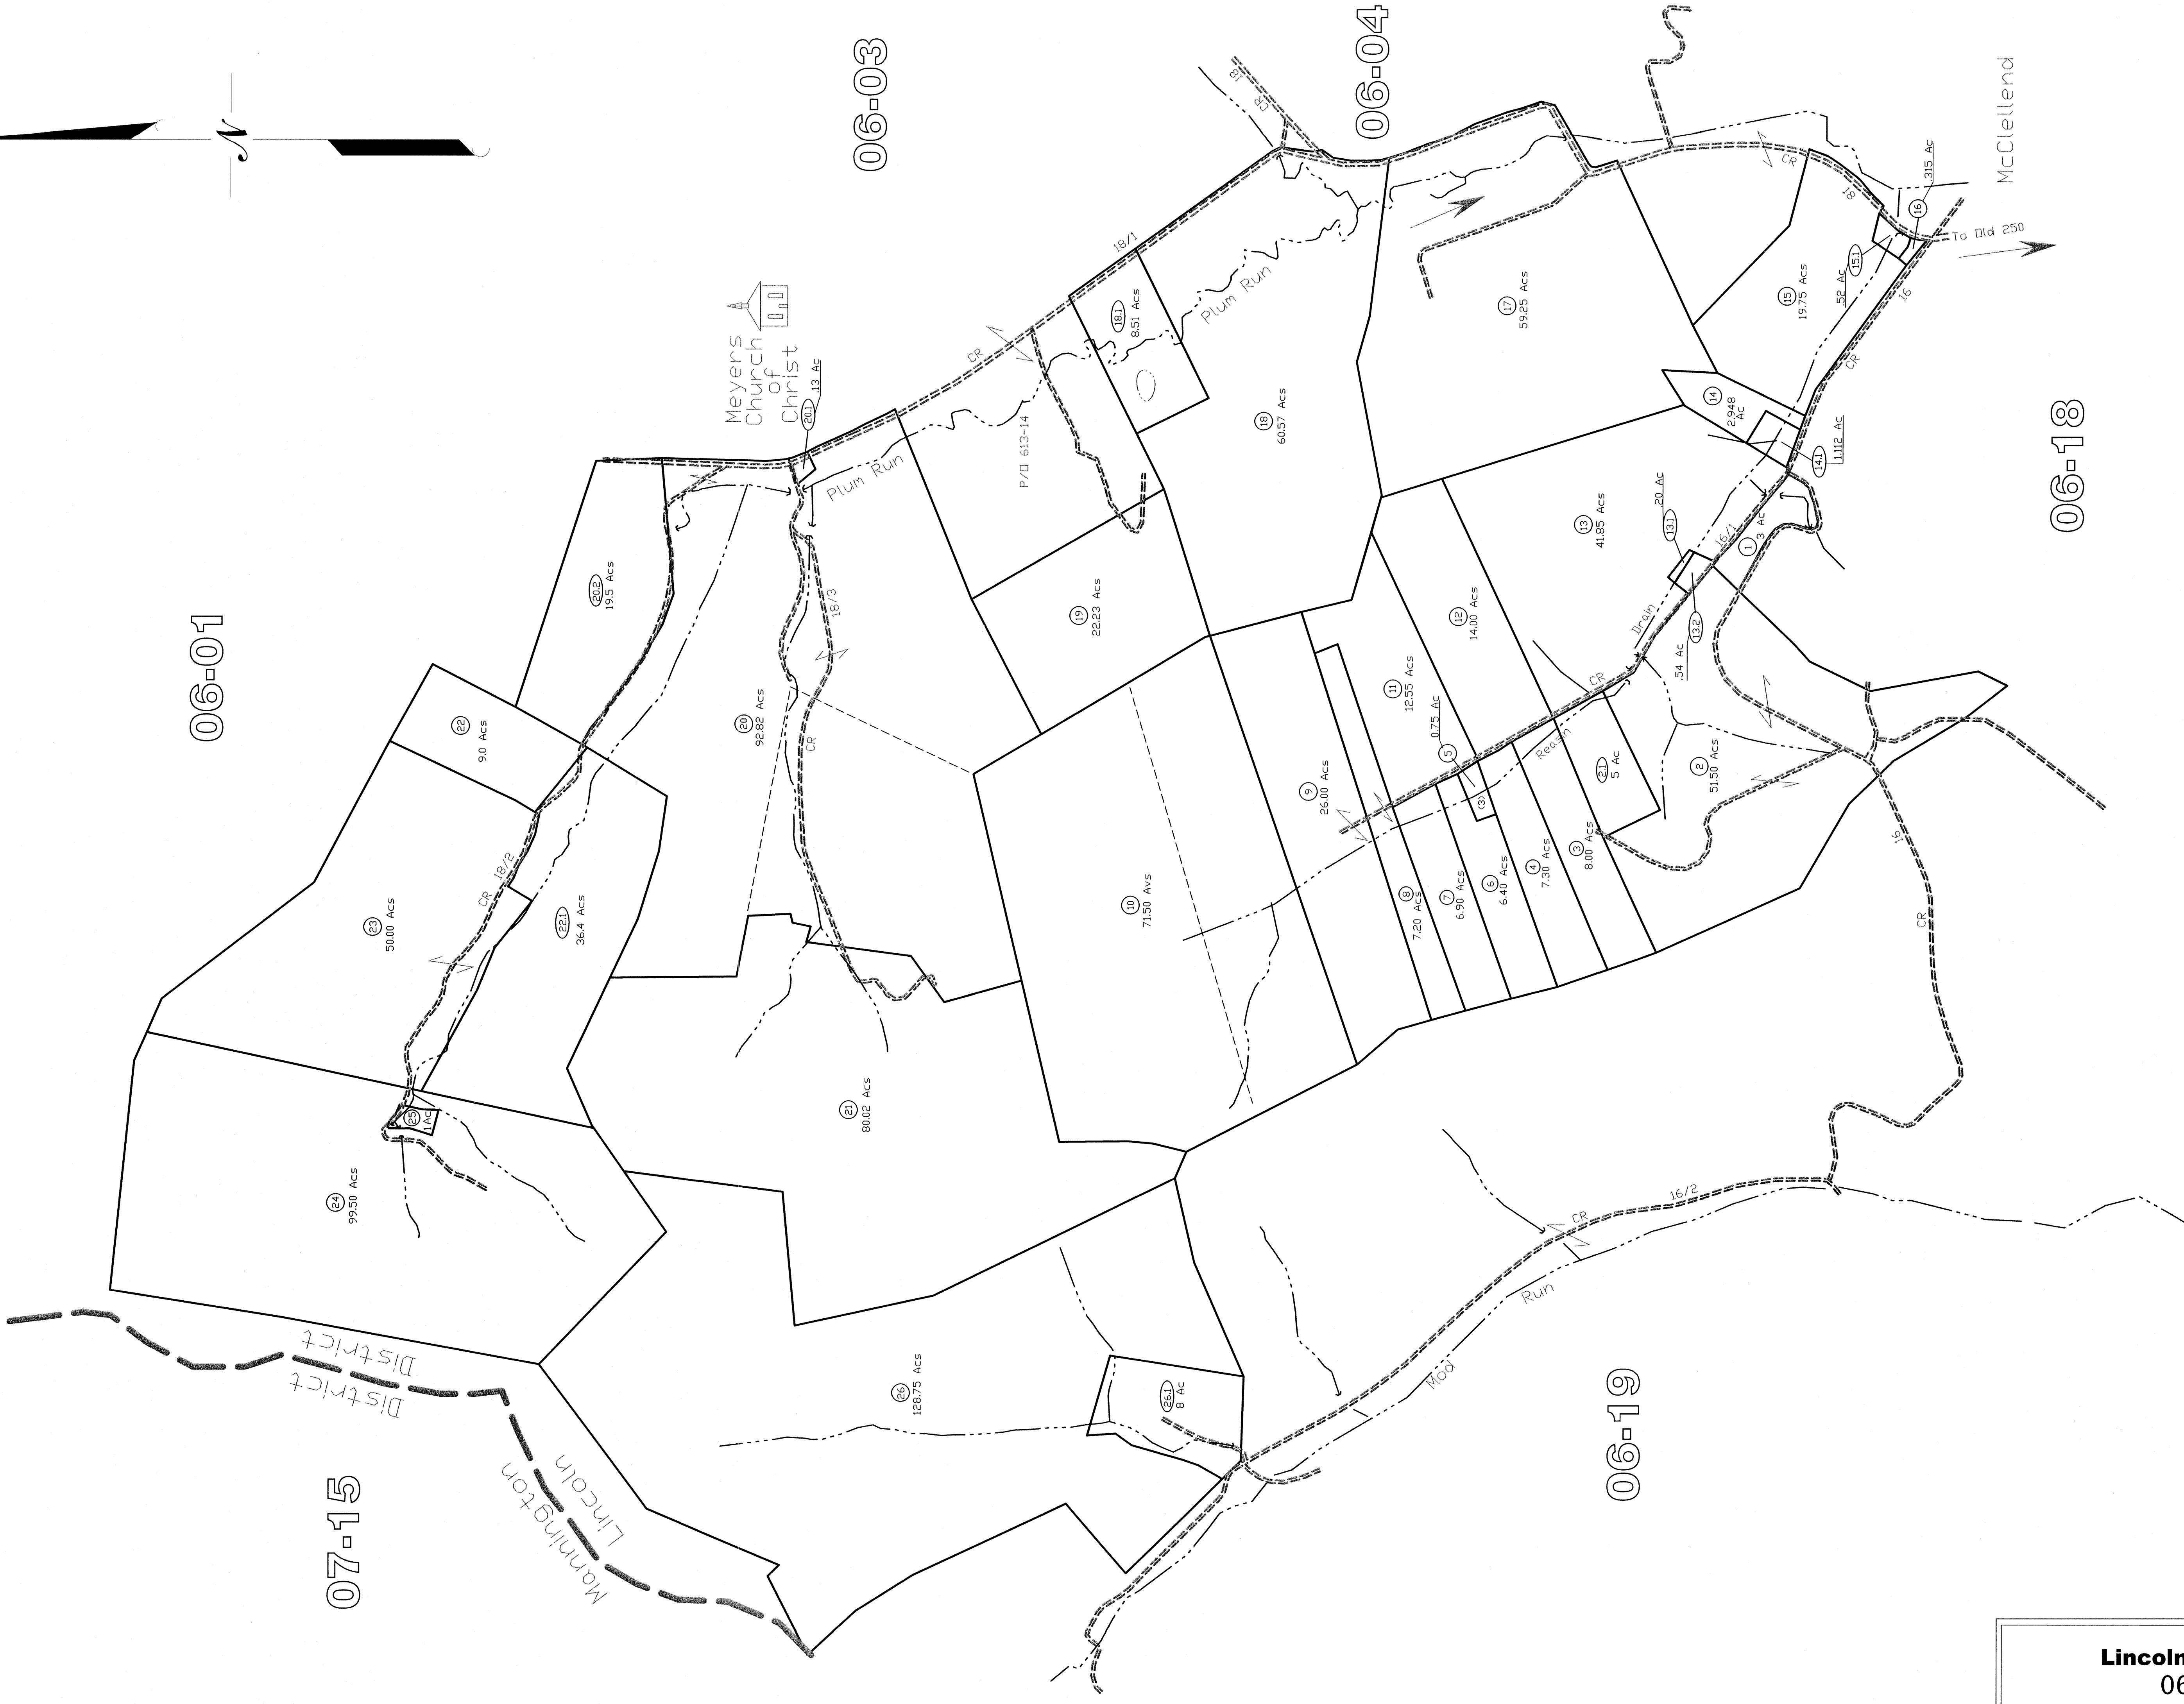 N
06-01
06-03
06-04
06-18
06-19
07-15
Meyers
Church
of
Christ
McClellend
To Old 250
Plum Run
Plum Run
Reason
Drain
Mod
Run
Mannington
District
Lincoln
District
CR
18
18/1
CR
18/2
CR
18/3
CR
CR
18
CR
16
CR
16/1
CR
16
CR
16/2
CR
P/O 613-14
1
3 Ac
2
51.50 Acs
2.1
5 Ac
3
8.00 Acs
(3)
4
7.30 Acs
5
0.75 Ac
6
6.40 Acs
7
6.90 Acs
8
7.20 Acs
9
26.00 Acs
10
71.50 Avs
11
12.55 Acs
12
14.00 Acs
13
41.85 Acs
13.1
.20 Ac
13.2
.54 Ac
14
2.948
Ac
14.1
1.112 Ac
15
19.75 Acs
15.1
.52 Ac
16
.315 Ac
17
59.25 Acs
18
60.57 Acs
18.1
8.51 Acs
19
22.23 Acs
20
92.82 Acs
20.1
.13 Ac
20.2
19.5 Acs
21
80.02 Acs
22
9.0 Acs
22.1
36.4 Acs
23
50.00 Acs
24
99.50 Acs
25
1 Ac
26
128.75 Acs
26.1
8 Ac
Lincoln
06